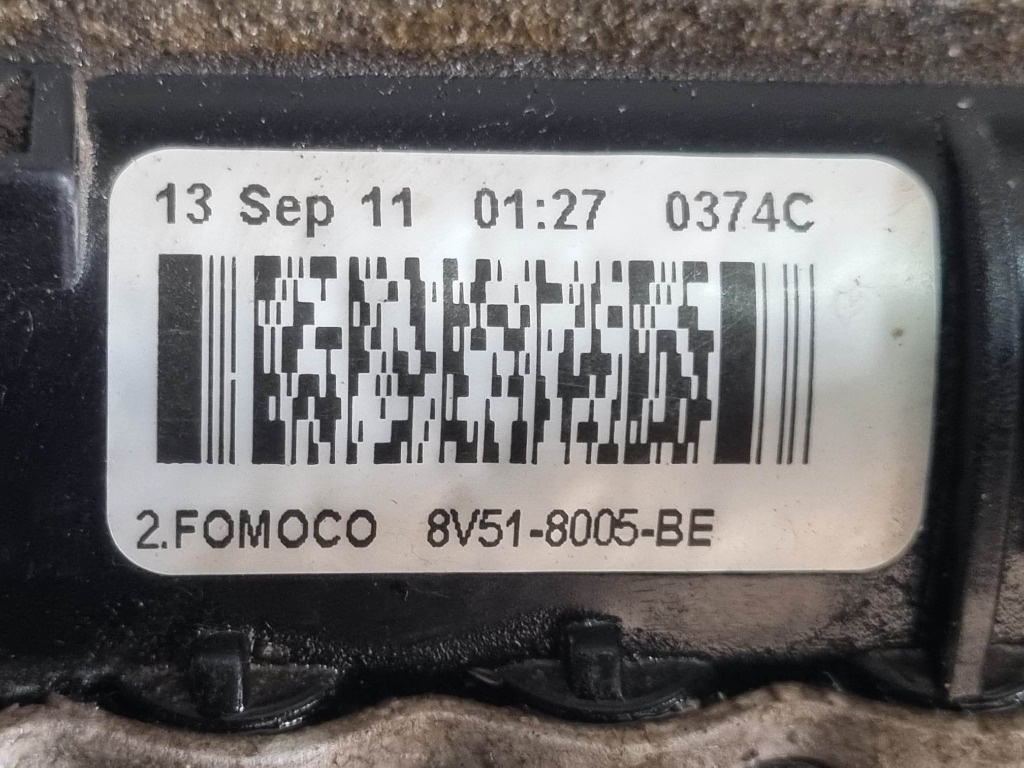 13 Sep 11 01:27 0374C
2.FOMOCO 8V51-8005-BE